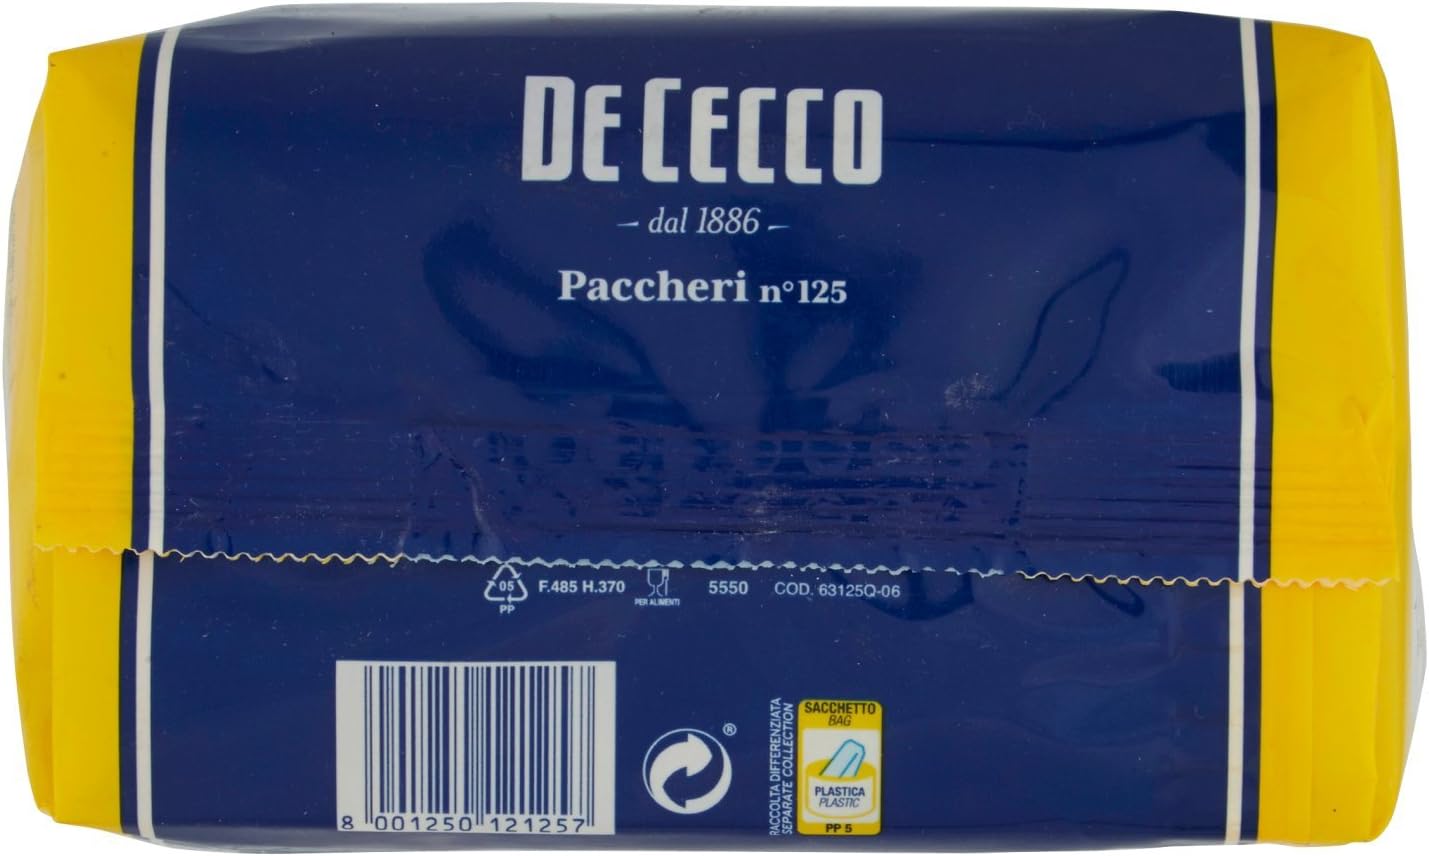 DE CECCO
dal 1886
Paccheri n°125
05
PP
F.485 H.370
PER ALIMENTI
5550
COD. 63125Q-06
8 001250 121257
®
RACCOLTA DIFFERENZIATA
SEPARATE COLLECTION
SACCHETTO
BAG
PLASTICA
PLASTIC
PP 5